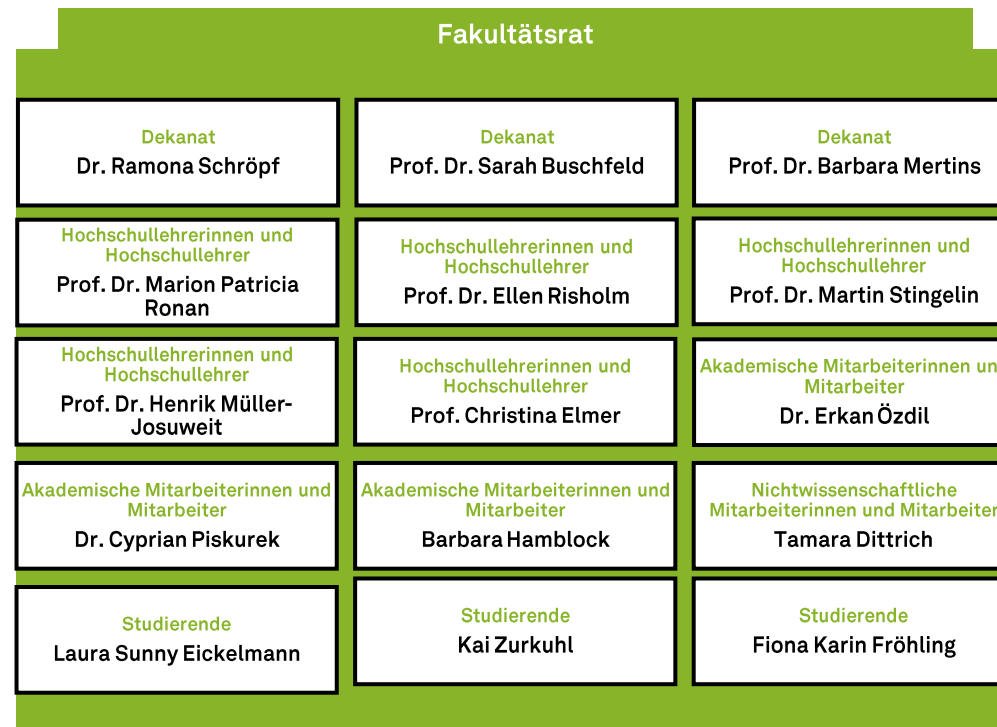 Fakultätsrat
Dekanat
Dr. Ramona Schröpf
Dekanat
Prof. Dr. Sarah Buschfeld
Dekanat
Prof. Dr. Barbara Mertins
Hochschullehrerinnen und
Hochschullehrer
Prof. Dr. Marion Patricia
Ronan
Hochschullehrerinnen und
Hochschullehrer
Prof. Dr. Ellen Risholm
Hochschullehrerinnen und
Hochschullehrer
Prof. Dr. Martin Stingelin
Hochschullehrerinnen und
Hochschullehrer
Prof. Dr. Henrik Müller-
Josuweit
Hochschullehrerinnen und
Hochschullehrer
Prof. Christina Elmer
Akademische Mitarbeiterinnen un
Mitarbeiter
Dr. Erkan Özdil
Akademische Mitarbeiterinnen und
Mitarbeiter
Dr. Cyprian Piskurek
Akademische Mitarbeiterinnen und
Mitarbeiter
Barbara Hamblock
Nichtwissenschaftliche
Mitarbeiterinnen und Mitarbeiter
Tamara Dittrich
Studierende
Laura Sunny Eickelmann
Studierende
Kai Zurkuhl
Studierende
Fiona Karin Fröhling